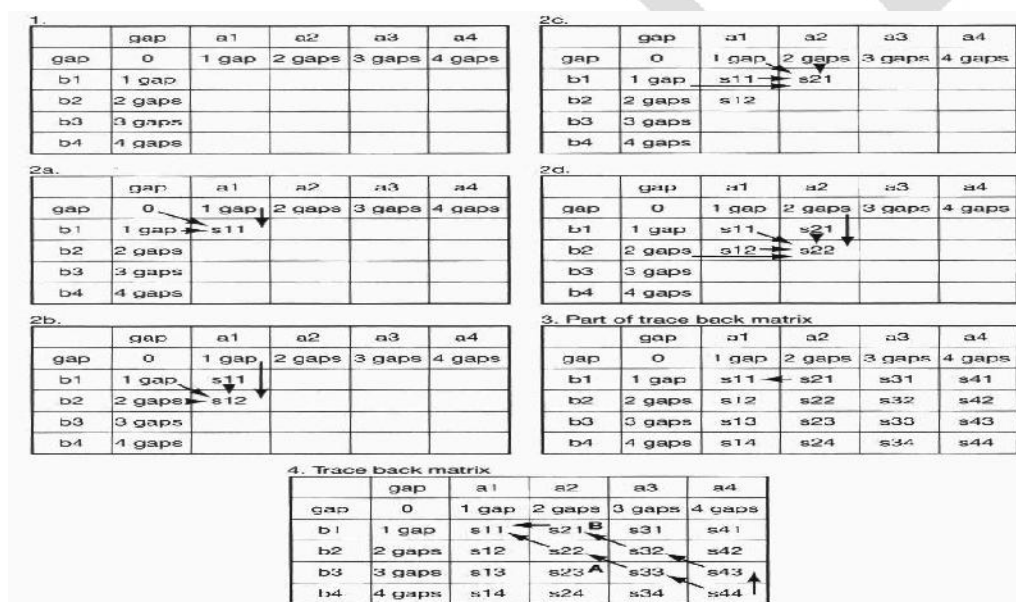 1.
gap a1 a2 a3 a4
gap 0 1 gap 2 gaps 3 gaps 4 gaps
b1 1 gap
b2 2 gaps
b3 3 gaps
b4 4 gaps
2a.
gap a1 a2 a3 a4
gap 0 1 gap 2 gaps 3 gaps 4 gaps
b1 1 gap s11
b2 2 gaps
b3 3 gaps
b4 4 gaps
2b.
gap a1 a2 a3 a4
gap 0 1 gap 2 gaps 3 gaps 4 gaps
b1 1 gap s11
b2 2 gaps s12
b3 3 gaps
b4 4 gaps
2c.
gap a1 a2 a3 a4
gap 0 1 gap 2 gaps 3 gaps 4 gaps
b1 1 gap s11 s21
b2 2 gaps s12
b3 3 gaps
b4 4 gaps
2d.
gap a1 a2 a3 a4
gap 0 1 gap 2 gaps 3 gaps 4 gaps
b1 1 gap s11 s21
b2 2 gaps s12 s22
b3 3 gaps
b4 4 gaps
3. Part of trace back matrix
gap a1 a2 a3 a4
gap 0 1 gap 2 gaps 3 gaps 4 gaps
b1 1 gap s11 s21 s31 s41
b2 2 gaps s12 s22 s32 s42
b3 3 gaps s13 s23 s33 s43
b4 4 gaps s14 s24 s34 s44
4. Trace back matrix
gap a1 a2 a3 a4
gap 0 1 gap 2 gaps 3 gaps 4 gaps
b1 1 gap s11 s21 B s31 s41
b2 2 gaps s12 s22 s32 s42
b3 3 gaps s13 s23 A s33 s43
b4 4 gaps s14 s24 s34 s44